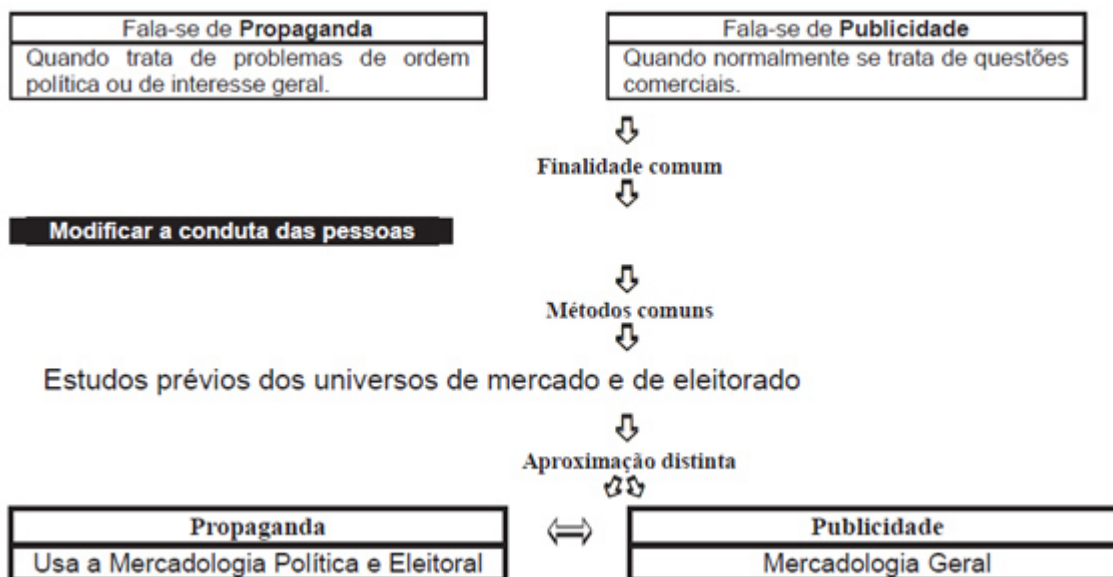 Fala-se de Propaganda
Quando trata de problemas de ordem
política ou de interesse geral.
Fala-se de Publicidade
Quando normalmente se trata de questões
comerciais.
Finalidade comum
Modificar a conduta das pessoas
Métodos comuns
Estudos prévios dos universos de mercado e de eleitorado
Aproximação distinta
Propaganda
Usa a Mercadologia Política e Eleitoral
Publicidade
Mercadologia Geral